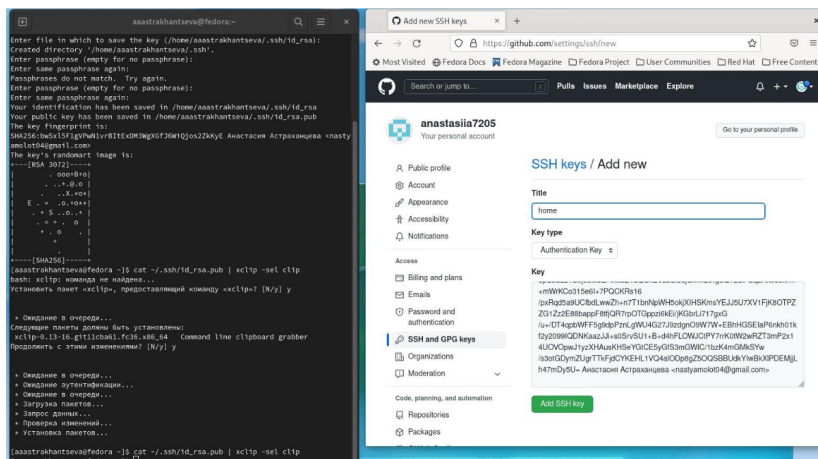 aaastrakhantseva@fedora:~
Enter file in which to save the key (/home/aaastrakhantseva/.ssh/id_rsa):
Created directory '/home/aaastrakhantseva/.ssh'.
Enter passphrase (empty for no passphrase):
Enter same passphrase again:
Passphrases do not match.  Try again.
Enter passphrase (empty for no passphrase):
Enter same passphrase again:
Your identification has been saved in /home/aaastrakhantseva/.ssh/id_rsa
Your public key has been saved in /home/aaastrakhantseva/.ssh/id_rsa.pub
The key fingerprint is:
Анастасия Астраханцева <nasty
amolot04@gmail.com>
The key's randomart image is:
+---[RSA 3072]----+
+----[SHA256]-----+
[aaastrakhantseva@fedora ~]$ cat ~/.ssh/id_rsa.pub | xclip -sel clip
bash: xclip: команда не найдена...
Установить пакет «xclip», предоставляющий команду «xclip»? [N/y] y
* Ожидание в очереди...
Следующие пакеты должны быть установлены:
xclip-0.13-16.git11cba61.fc36.x86_64   Command line clipboard grabber
Продолжить с этими изменениями? [N/y] y
* Ожидание в очереди...
* Ожидание аутентификации...
* Ожидание в очереди...
* Загрузка пакетов...
* Запрос данных...
* Проверка изменений...
* Установка пакетов...
[aaastrakhantseva@fedora ~]$ cat ~/.ssh/id_rsa.pub | xclip -sel clip
Add new SSH keys
https://github.com/settings/ssh/new
Most Visited Fedora Docs Fedora Magazine Fedora Project User Communities Red Hat Free Content
Search or jump to... / Pulls Issues Marketplace Explore
anastasiia7205
Your personal account
Go to your personal profile
Public profile
Account
Appearance
Accessibility
Notifications
Access
Billing and plans
Emails
Password and
authentication
SSH and GPG keys
Organizations
Moderation
Code, planning, and automation
Repositories
Packages
SSH keys / Add new
Title
home
Key type
Authentication Key
Key
Анастасия Астраханцева <nastyamolot04@gmail.com>
Add SSH key